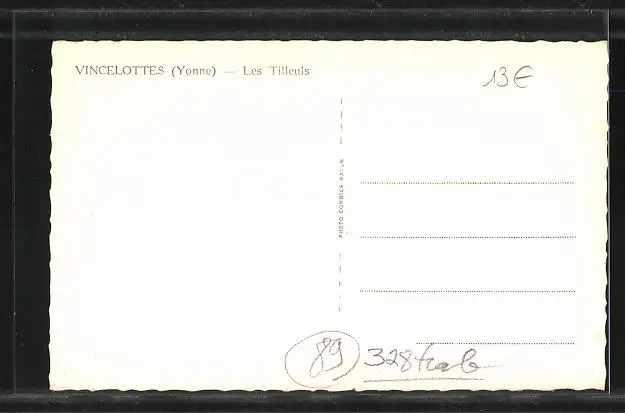 VINCELOTTES (Yonne) — Les Tilleuls
13€
PHOTO COMBIER MACON
89
328